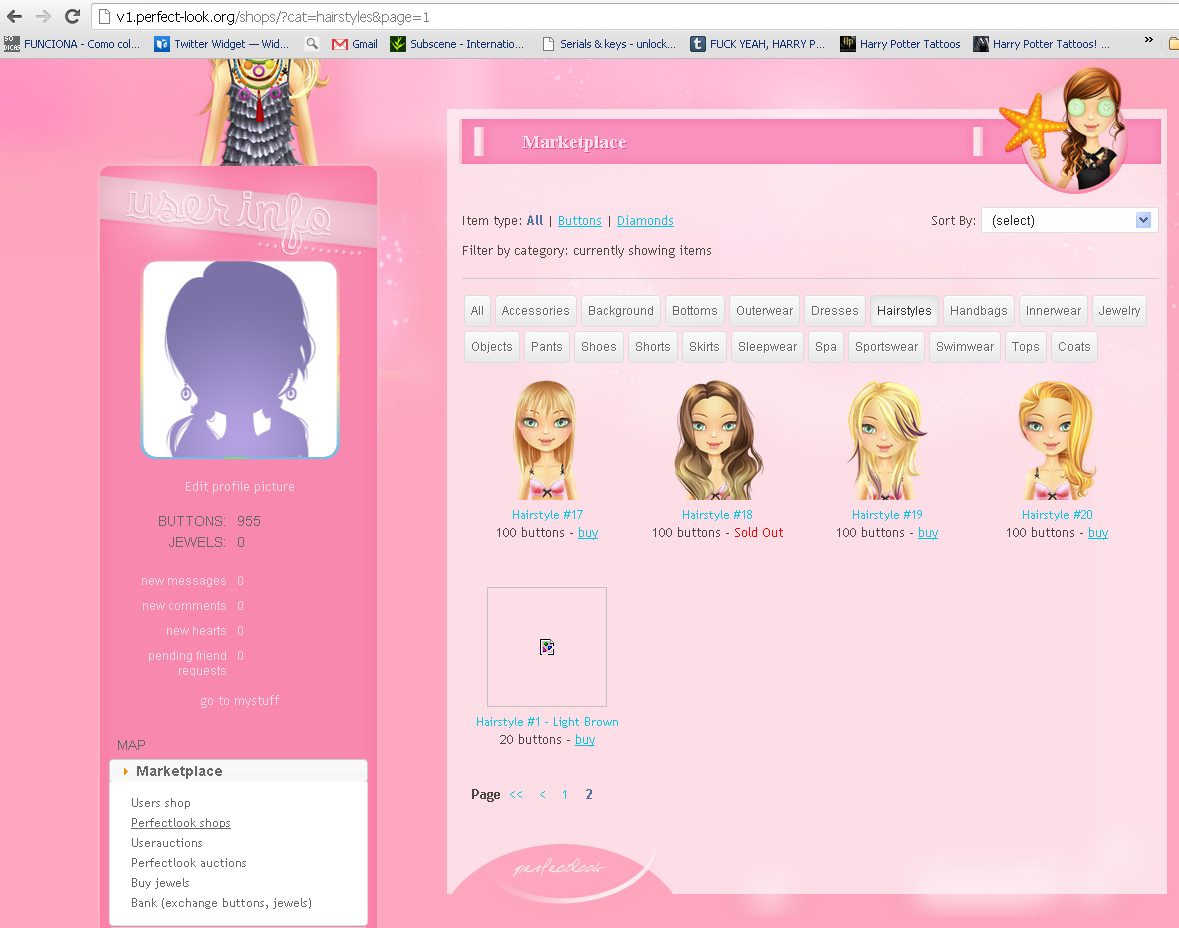 v1.perfect-look.org/shops/?cat=hairstyles&page=1
SÓ DICAS FUNCIONA - Como col... Twitter Widget — Wid... Gmail Subscene - Internatio... Serials & keys - unlock... FUCK YEAH, HARRY P... Harry Potter Tattoos Harry Potter Tattoos! ... »
Marketplace
user info
Item type: All | Buttons | Diamonds
Sort By: (select)
Filter by category: currently showing items
All Accessories Background Bottoms Outerwear Dresses Hairstyles Handbags Innerwear Jewelry
Objects Pants Shoes Shorts Skirts Sleepwear Spa Sportswear Swimwear Tops Coats
Hairstyle #17 Hairstyle #18 Hairstyle #19 Hairstyle #20
100 buttons - buy 100 buttons - Sold Out 100 buttons - buy 100 buttons - buy
Hairstyle #1 - Light Brown
20 buttons - buy
Page << < 1 2
perfectlook
Edit profile picture
BUTTONS: 955
JEWELS: 0
new messages 0
new comments 0
new hearts 0
pending friend 0
requests
go to mystuff
MAP
Marketplace
Users shop
Perfectlook shops
Userauctions
Perfectlook auctions
Buy jewels
Bank (exchange buttons, jewels)